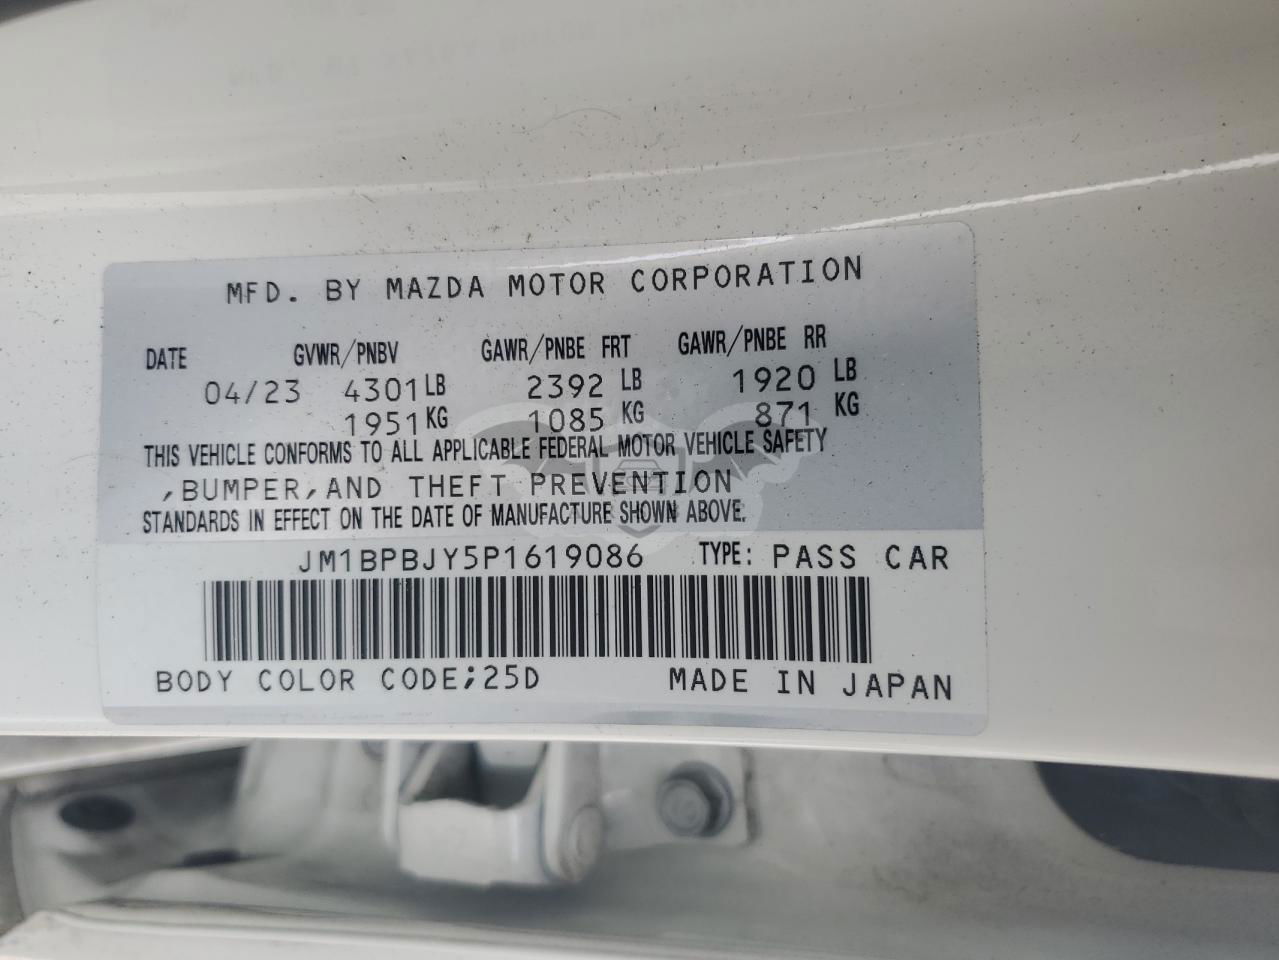 MFD. BY MAZDA MOTOR CORPORATION
DATE GVWR/PNBV GAWR/PNBE FRT GAWR/PNBE RR
04/23 4301LB 2392 LB 1920 LB
1951KG 1085 KG 871 KG
THIS VEHICLE CONFORMS TO ALL APPLICABLE FEDERAL MOTOR VEHICLE SAFETY
,BUMPER,AND THEFT PREVENTION
STANDARDS IN EFFECT ON THE DATE OF MANUFACTURE SHOWN ABOVE.
JM1BPBJY5P1619086 TYPE: PASS CAR
BODY COLOR CODE;25D MADE IN JAPAN